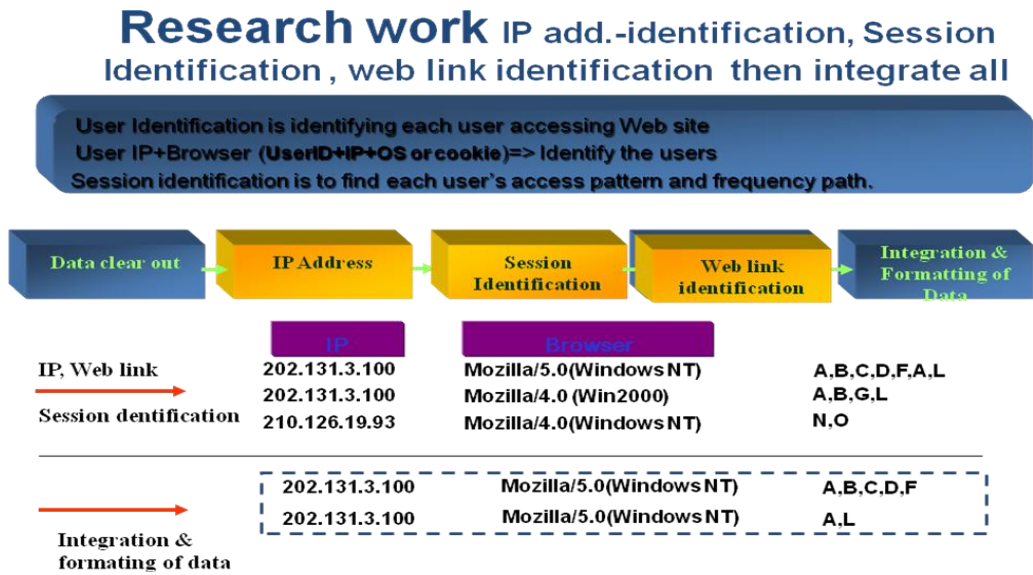 Research work IP add.-identification, Session
Identification , web link identification then integrate all
User Identification is identifying each user accessing Web site
User IP+Browser (UserID+IP+OS or cookie)=> Identify the users
Session identification is to find each user's access pattern and frequency path.
Data clear out
IP Address
Session
Identification
Web link
identification
Integration &
Formatting of
Data
IP
Browser
IP, Web link
Session dentification
202.131.3.100 Mozilla/5.0(Windows NT) A,B,C,D,F,A,L
202.131.3.100 Mozilla/4.0 (Win2000) A,B,G,L
210.126.19.93 Mozilla/4.0(Windows NT) N,O
202.131.3.100 Mozilla/5.0(Windows NT) A,B,C,D,F
202.131.3.100 Mozilla/5.0(Windows NT) A,L
Integration &
formating of data